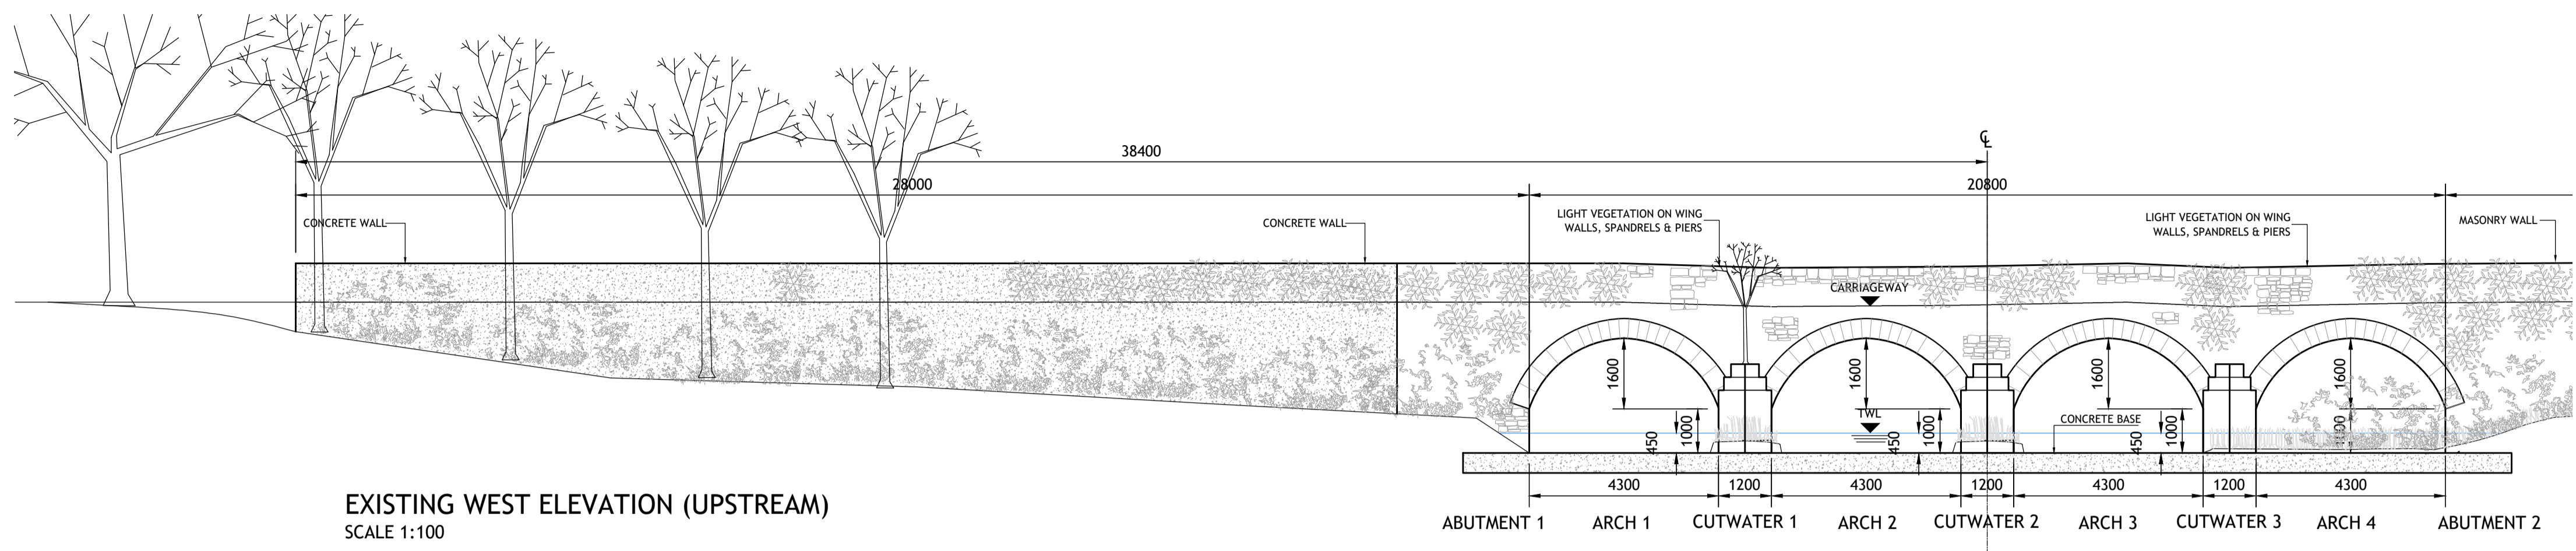 ℄
38400
28000
20800
CONCRETE WALL
CONCRETE WALL
LIGHT VEGETATION ON WING
WALLS, SPANDRELS & PIERS
LIGHT VEGETATION ON WING
WALLS, SPANDRELS & PIERS
MASONRY WALL
CARRIAGEWAY
1600
1600
1600
1600
TWL
CONCRETE BASE
450
1000
450
1000
450
1000
1000
4300
1200
4300
1200
4300
1200
4300
ABUTMENT 1
ARCH 1
CUTWATER 1
ARCH 2
CUTWATER 2
ARCH 3
CUTWATER 3
ARCH 4
ABUTMENT 2
EXISTING WEST ELEVATION (UPSTREAM)
SCALE 1:100